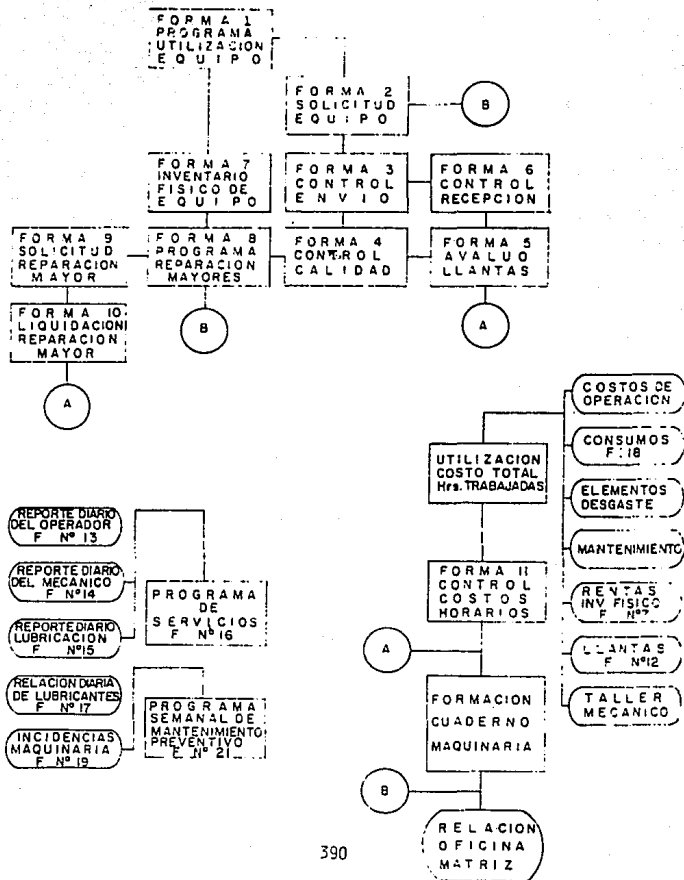 FORMA 1
PROGRAMA
UTILIZACION
EQUIPO
FORMA 2
SOLICITUD
EQUIPO
B
FORMA 7
INVENTARIO
FISICO DE
EQUIPO
FORMA 3
CONTROL
ENVIO
FORMA 6
CONTROL
RECEPCION
FORMA 9
SOLICITUD
REPARACION
MAYOR
FORMA 8
PROGRAMA
REPARACION
MAYORES
FORMA 4
CONTROL
CALIDAD
FORMA 5
AVALUO
LLANTAS
FORMA 10
LIQUIDACION
REPARACION
MAYOR
B
A
A
COSTOS DE
OPERACION
CONSUMOS
F 18
ELEMENTOS
DESGASTE
MANTENIMIENTO
RENTAS
INV FISICO
F Nº7
LLANTAS
F Nº12
TALLER
MECANICO
UTILIZACION
COSTO TOTAL
Hrs. TRABAJADAS
FORMA 11
CONTROL
COSTOS
HORARIOS
A
FORMACION
CUADERNO
MAQUINARIA
B
RELACION
OFICINA
MATRIZ
REPORTE DIARIO
DEL OPERADOR
F Nº 13
REPORTE DIARIO
DEL MECANICO
F Nº14
REPORTE DIARIO
LUBRICACION
F Nº15
PROGRAMA
DE
SERVICIOS
F Nº 16
RELACION DIARIA
DE LUBRICANTES
F Nº 17
INCIDENCIAS
MAQUINARIA
F Nº 19
PROGRAMA
SEMANAL DE
MANTENIMIENTO
PREVENTIVO
F Nº 21
390